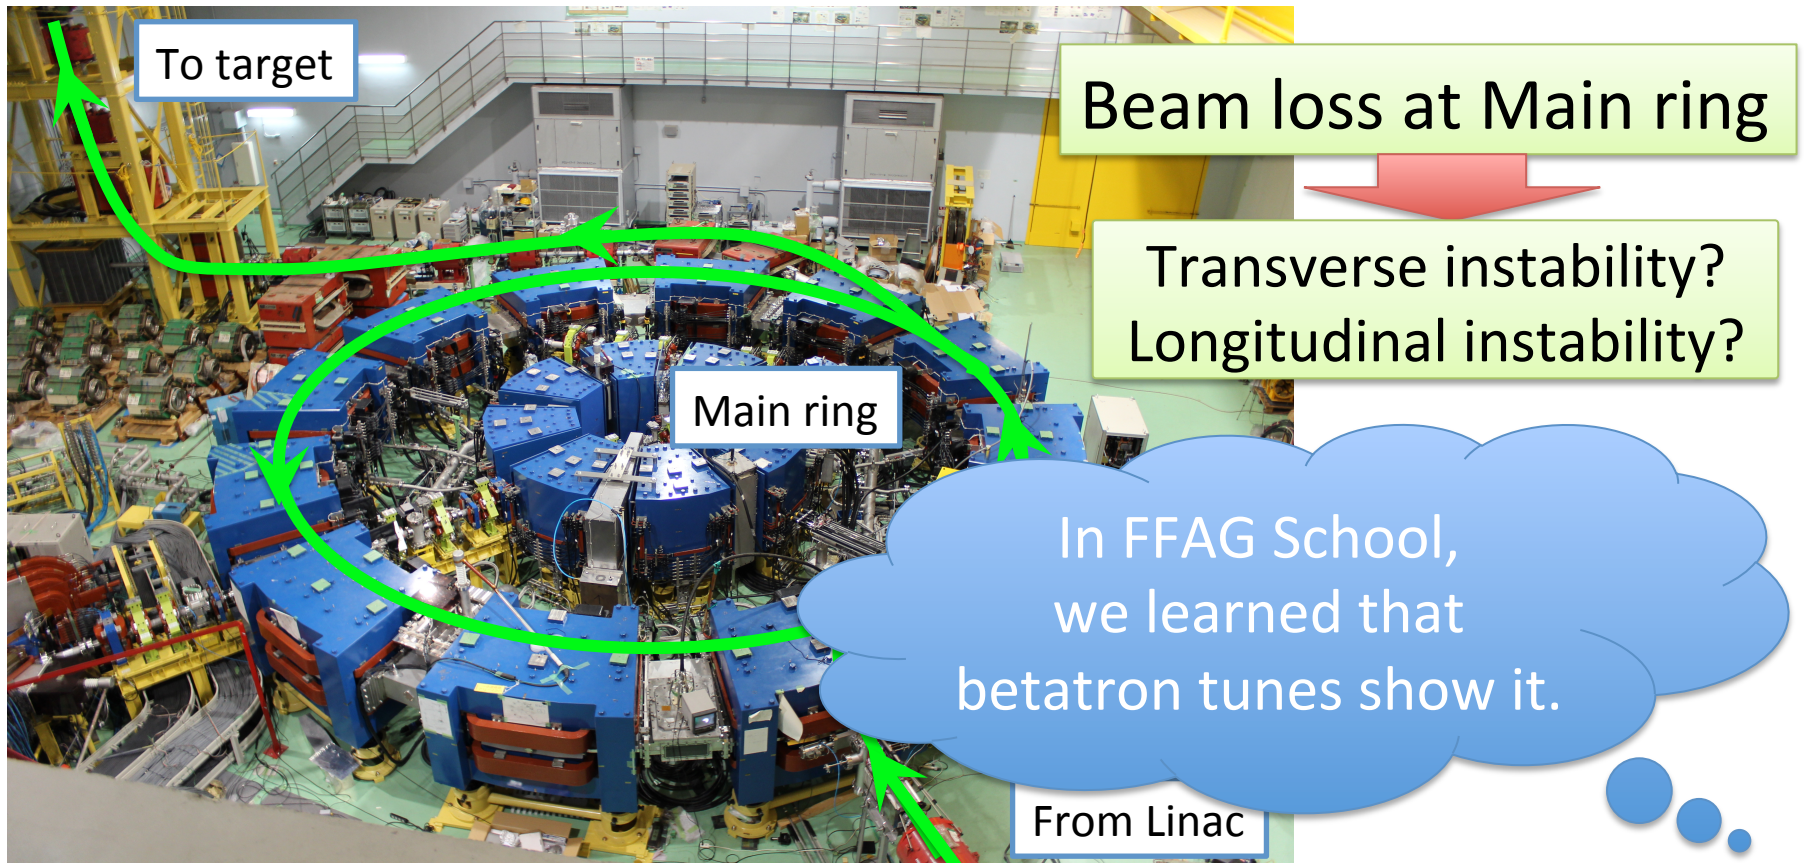 To target
Beam loss at Main ring
Transverse instability?
Longitudinal instability?
Main ring
In FFAG School,
we learned that
betatron tunes show it.
From Linac